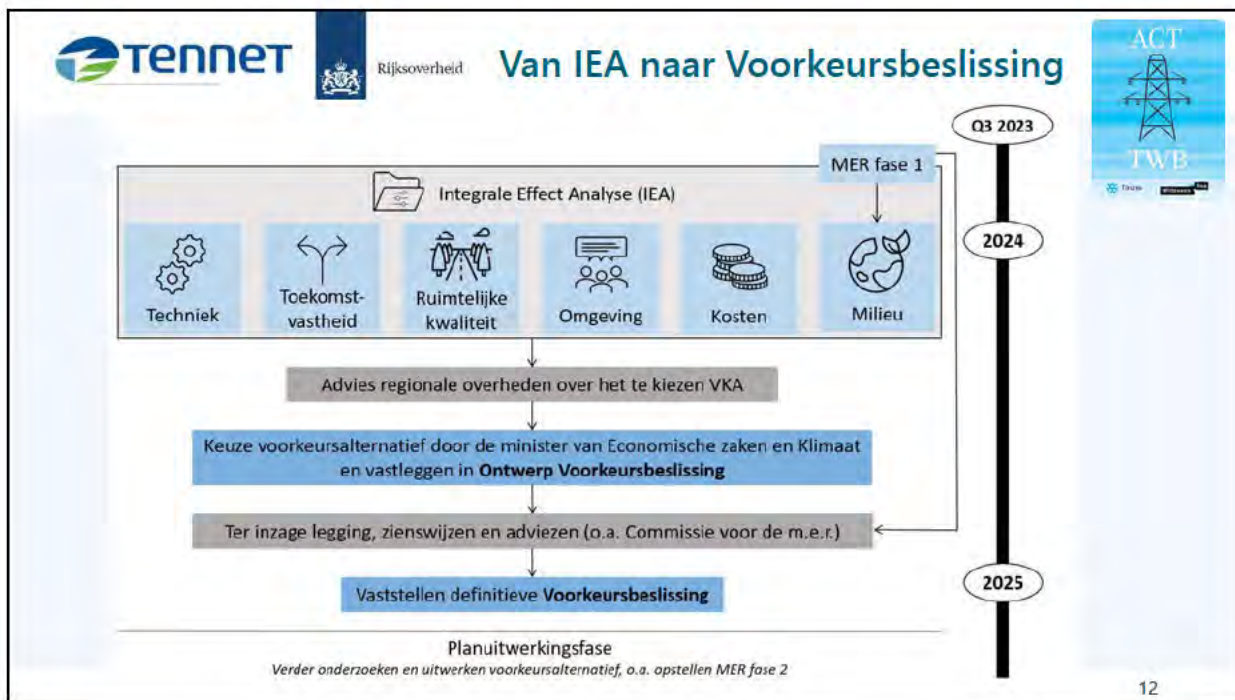 TenneT
Rijksoverheid
Van IEA naar Voorkeursbeslissing
ACT
TWB
Q3 2023
MER fase 1
Integrale Effect Analyse (IEA)
2024
Techniek
Toekomst-
vastheid
Ruimtelijke
kwaliteit
Omgeving
Kosten
Milieu
Advies regionale overheden over het te kiezen VKA
Keuze voorkeursalternatief door de minister van Economische zaken en Klimaat
en vastleggen in Ontwerp Voorkeursbeslissing
Ter inzage legging, zienswijzen en adviezen (o.a. Commissie voor de m.e.r.)
2025
Vaststellen definitieve Voorkeursbeslissing
Planuitwerkingsfase
Verder onderzoeken en uitwerken voorkeursalternatief, o.a. opstellen MER fase 2
12